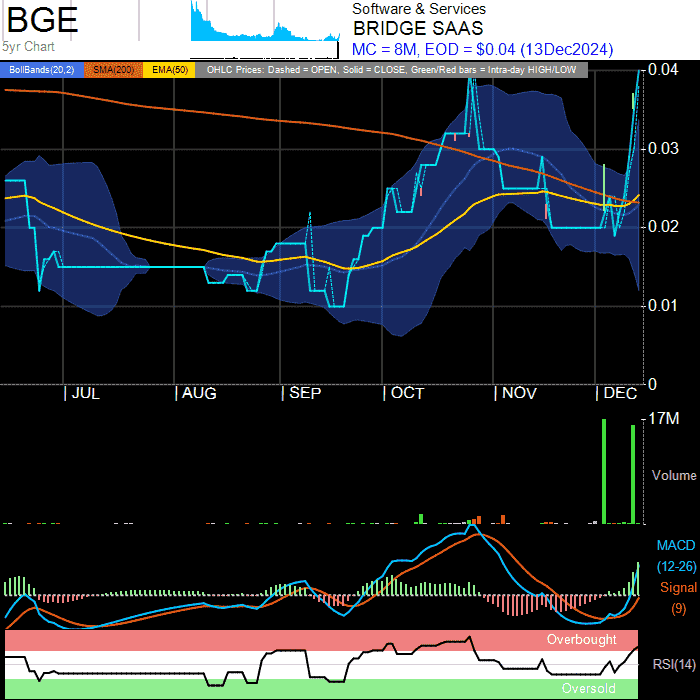 BGE
5yr Chart
Software & Services
BRIDGE SAAS
MC = 8M, EOD = $0.04 (13Dec2024)
BollBands(20,2) SMA(200) EMA(50) OHLC Prices: Dashed = OPEN, Solid = CLOSE, Green/Red bars = Intra-day HIGH/LOW
0.04
0.03
0.02
0.01
0
| JUL | AUG | SEP | OCT | NOV | DEC
17M
Volume
MACD
(12-26)
Signal
(9)
Overbought
RSI(14)
Oversold